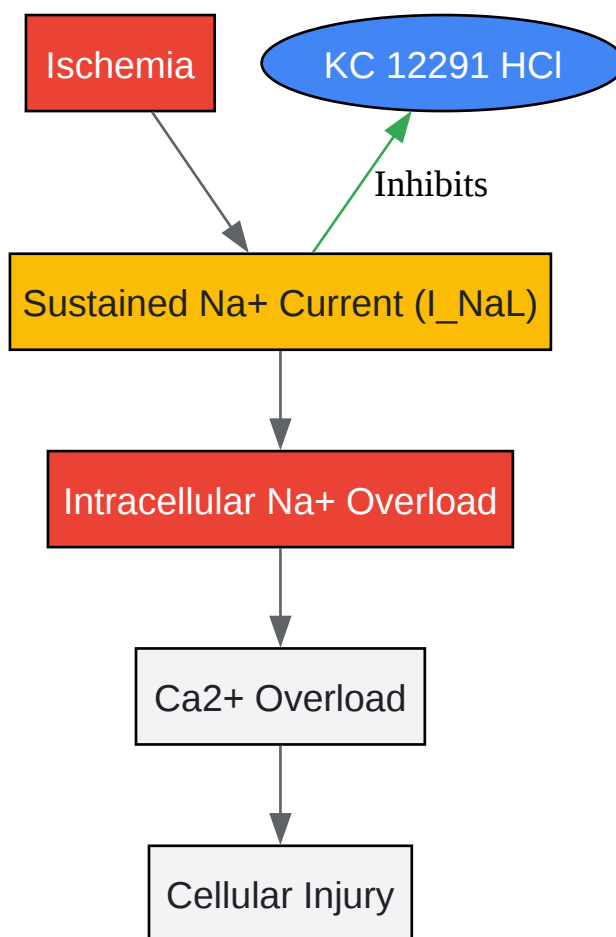 Ischemia
KC 12291 HCl
Inhibits
Sustained Na+ Current (I_NaL)
Intracellular Na+ Overload
Ca2+ Overload
Cellular Injury